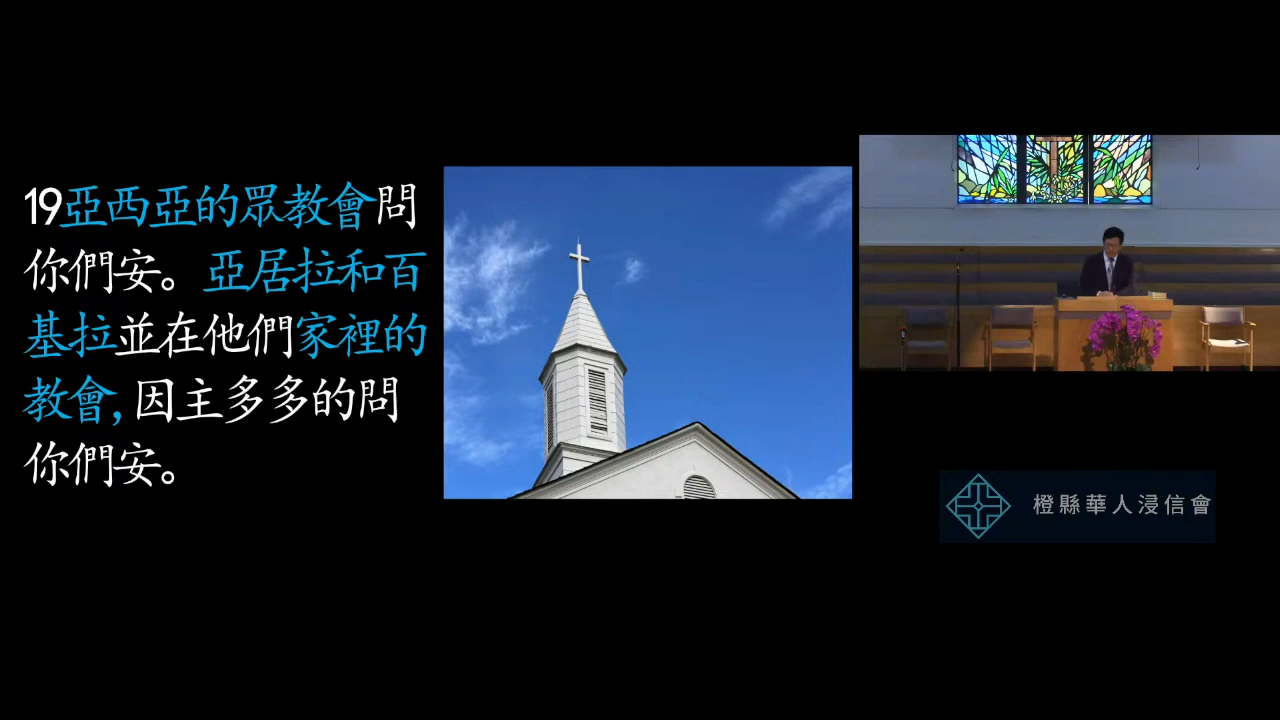 19亞西亞的眾教會問
你們安。亞居拉和百
基拉並在他們家裡的
教會, 因主多多的問
你們安。
橙縣華人浸信會